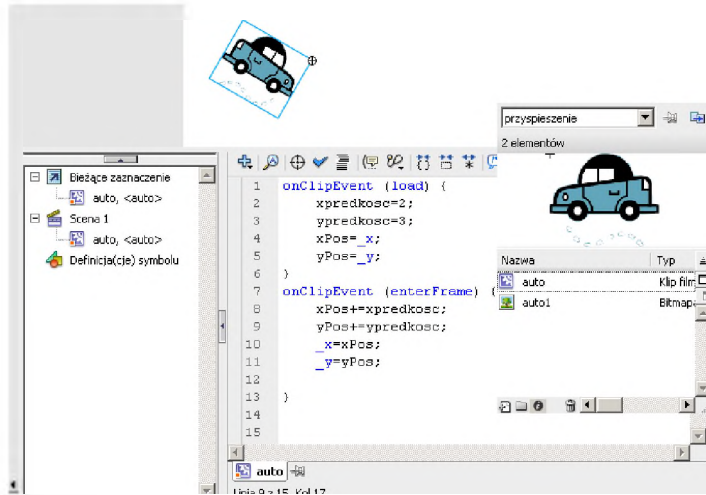 przyspieszenie
2 elementów
Nazwa Typ
auto Klip film
auto1 Bitmapa
Bieżące zaznaczenie
auto, <auto>
Scena 1
auto, <auto>
Definicja(cje) symbolu
1 onClipEvent (load) {
2 xpredkosc=2;
3 ypredkosc=3;
4 xPos=_x;
5 yPos=_y;
6 }
7 onClipEvent (enterFrame) {
8 xPos+=xpredkosc;
9 yPos+=ypredkosc;
10 _x=xPos;
11 _y=yPos;
12
13 }
14
15
auto
Linia 9 z 15, Kol 17